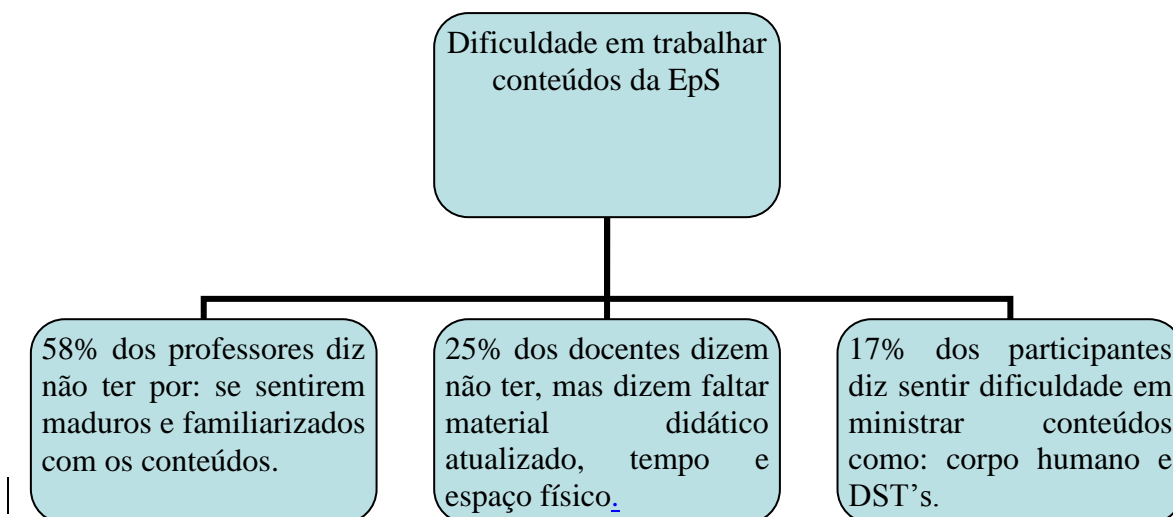 Dificuldade em trabalhar
conteúdos da EpS
58% dos professores diz
não ter por: se sentirem
maduros e familiarizados
com os conteúdos.
25% dos docentes dizem
não ter, mas dizem faltar
material didático
atualizado, tempo e
espaço físico.
17% dos participantes
diz sentir dificuldade em
ministrar conteúdos
como: corpo humano e
DST’s.